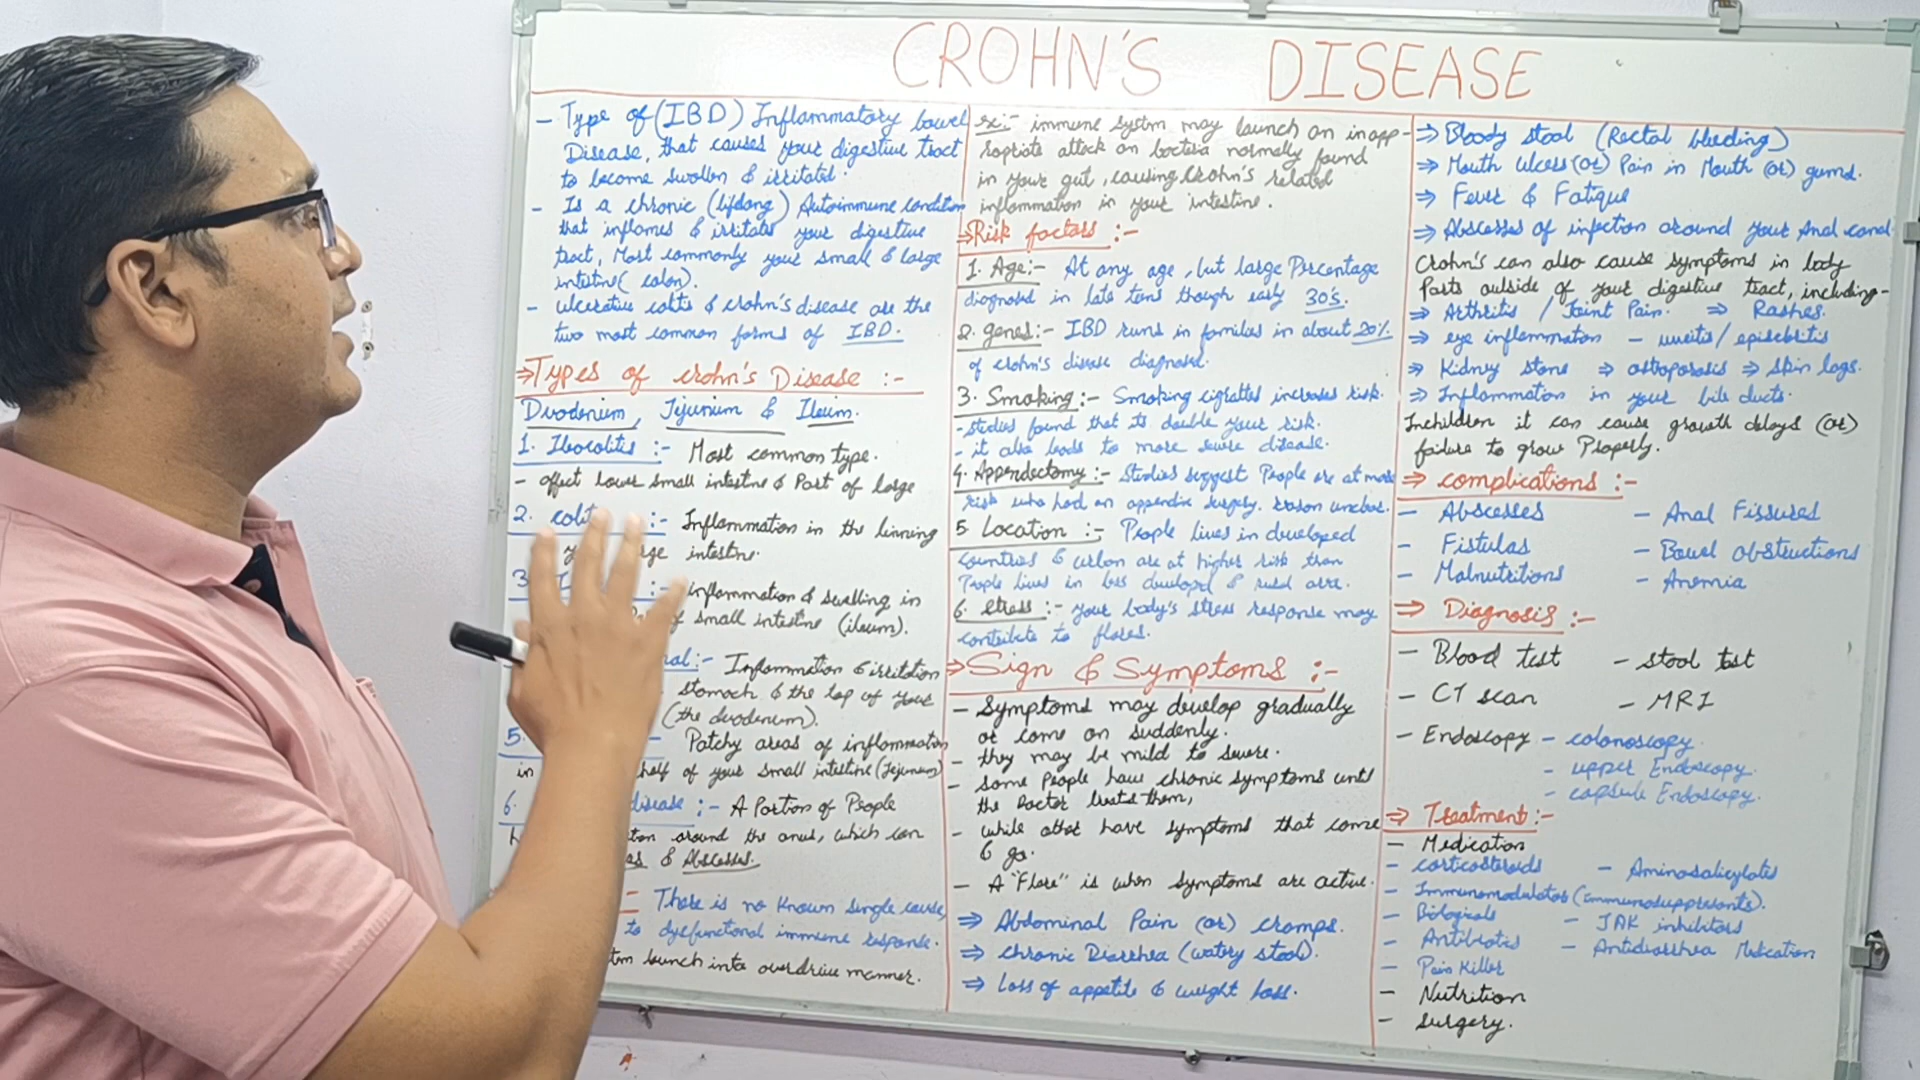 CROHN'S DISEASE
- Type of (IBD) Inflammatory bowel
Disease, that causes your digestive tract
to become swollen & irritated.
- Is a chronic (lifelong) Autoimmune condition
that inflames & irritates your digestive
tract, Most commonly your small & large
intestine (colon).
- ulcerative colits & crohn's disease are the
two most common forms of IBD.
⇒ Types of crohn's Disease :-
Duodenium, Jejunium & Ileum.
1. Ileocolitis :- Most common type.
- affect lower small intestine & Part of large
2. :- Inflammation in the linning
intestine.
3. :- inflammation & swelling in
small intestine (ileum).
:- Inflammation & irritation
stomach & the top of your
(the duodenum).
5. - Patchy areas of inflammation
in half of your small intestine (Jejunum)
6. disease :- A Portion of People
around the anus, which can
& Abscesses.
There is no known single cause,
to dysfunctional immune response.
launch into overdrive manner.
ex:- immune systm may launch an inapp-
ropriate attack on bacteria normally found
in your gut, causing crohn's related
inflammation in your intestine.
⇒ Risk factors :-
1. Age:- At any age, but large Percentage
diagnosed in late tens though early 30's.
2. genes:- IBD runs in families in about 20%
of crohn's disease diagnosed.
3. Smoking:- Smoking cigrattes increases risk.
- studies found that its double your risk.
- it also leads to more severe disease.
4. Appendectomy :- Studies suggest People are at more
risk who had an appendix surgery. reason
5. Location :- People lives in developed
countries & urban are at higher risk than
People lives in less developed & rural
6. Stress :- your body's stress response may
contribute to flares.
⇒ Sign & Symptoms :-
- Symptoms may develop gradually
or come on suddenly.
- they may be mild to severe.
- some People have chronic symptoms until
the Doctor treats them,
- while other have symptoms that come
& go.
- A "Flare" is when symptoms are active.
⇒ Abdominal Pain (or) cramps.
⇒ chronic Diarrhea (watery stool).
⇒ Loss of appetite & weight loss.
⇒ Bloody stool (Rectal bleeding)
⇒ Mouth ulcers (or) Pain in Mouth (or) gums.
⇒ Fever & Fatigue
⇒ Abscesses of infection around your Anal canal
Crohn's can also cause symptoms in body
Parts outside of your digestive tract, including-
⇒ Arthritis / Joint Pain. ⇒ Rashes.
⇒ eye inflammation - uveitis/ episcleritis
⇒ Kidney stone ⇒ ⇒ Skin
⇒ Inflammation in your bile ducts.
Inchildren it can cause growth delays (or)
failure to grow Properly.
⇒ complications :-
- Abscesses - Anal Fissures
- Fistulas - Bowel obstructions
- Malnutritions - Anemia
⇒ Diagnosis :-
- Blood test - stool test
- CT scan - MRI
- Endoscopy - colonoscopy
- upper Endoscopy.
- capsule Endoscopy.
⇒ Treatment :-
- Medication
- corticosteroids - Aminosalicylates
- (immunosuppresants).
- Biologicals - JAK inhibitors
- Antibiotics - Antidiarrhea Medication
- Pain Killer
- Nutrition
- surgery.